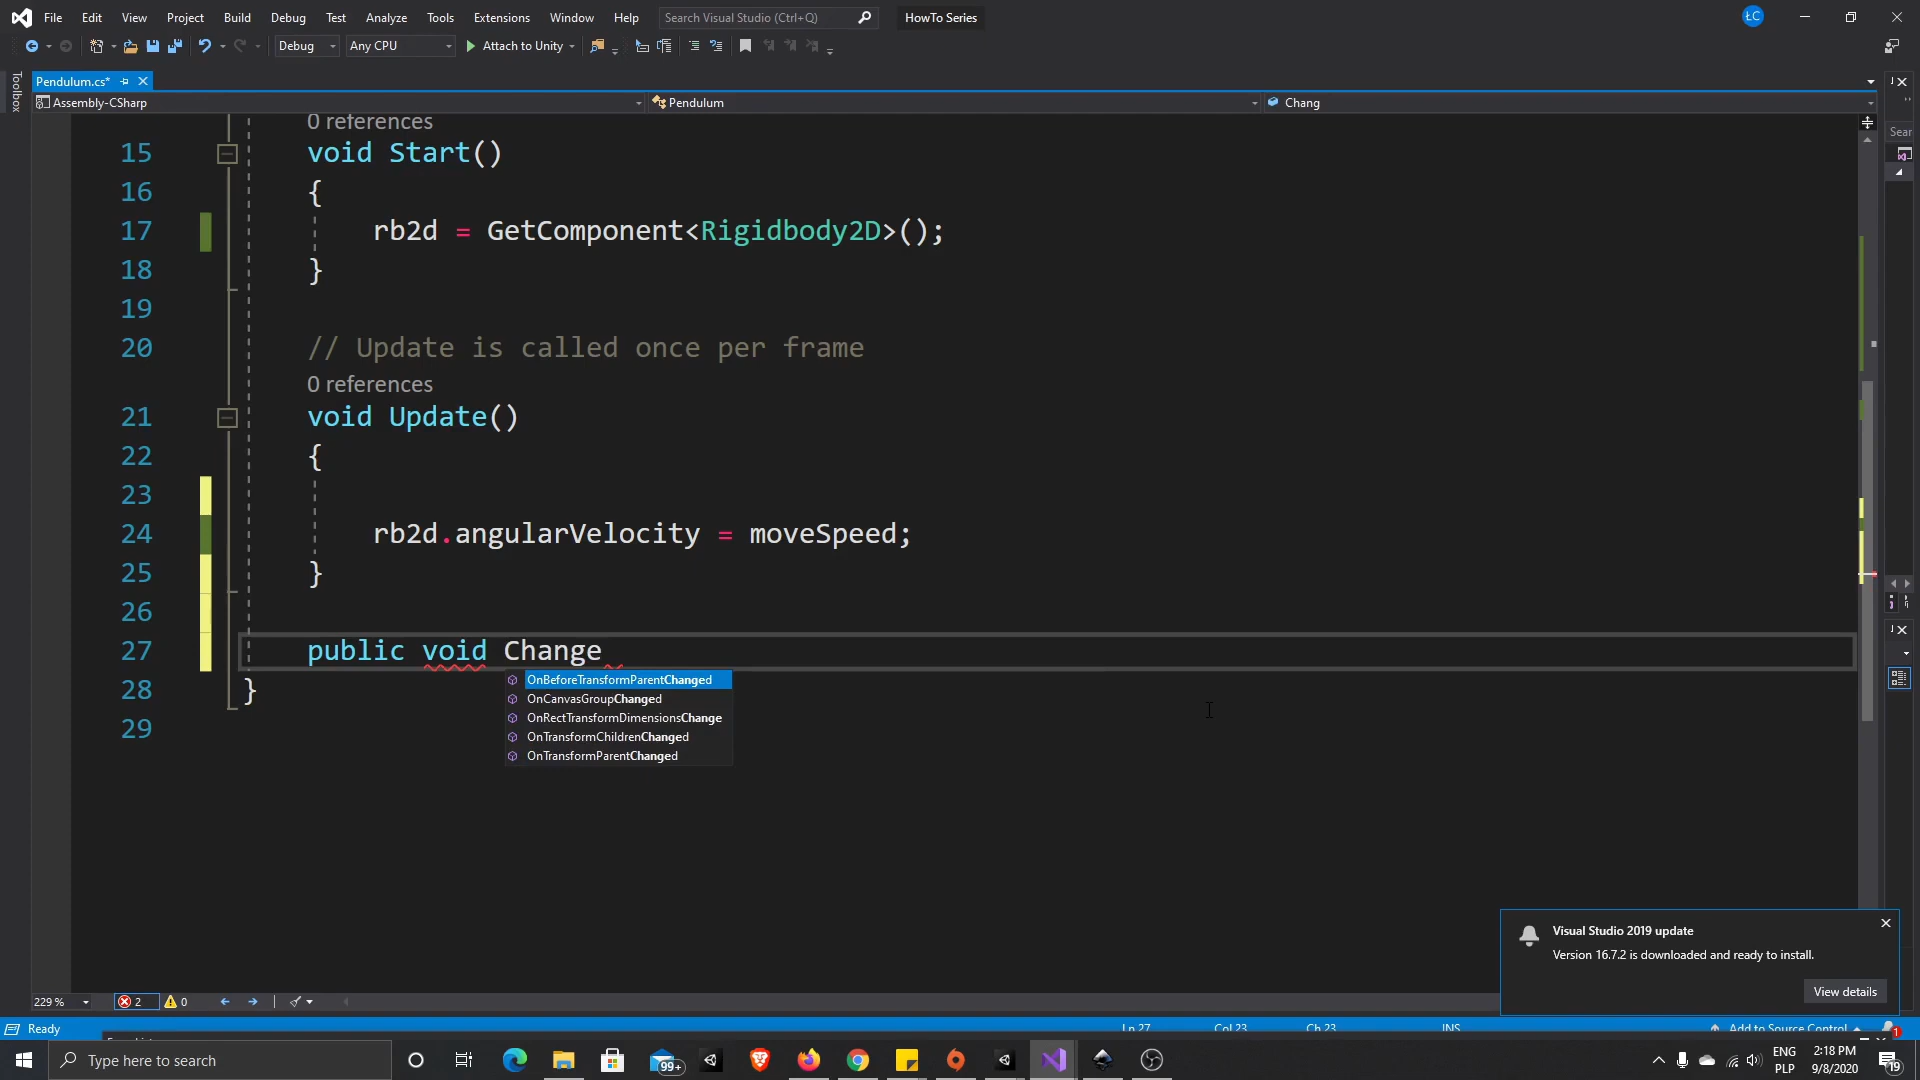 File Edit View Project Build Debug Test Analyze Tools Extensions Window Help Search Visual Studio (Ctrl+Q) HowTo Series ŁC
Debug Any CPU Attach to Unity
Toolbox
Pendulum.cs*
Assembly-CSharp Pendulum Chang
Sear
0 references
15 void Start()
16 {
17 rb2d = GetComponent<Rigidbody2D>();
18 }
19
20 // Update is called once per frame
0 references
21 void Update()
22 {
23
24 rb2d.angularVelocity = moveSpeed;
25 }
26
27 public void Change
28 }
29
OnBeforeTransformParentChanged
OnCanvasGroupChanged
OnRectTransformDimensionsChange
OnTransformChildrenChanged
OnTransformParentChanged
Visual Studio 2019 update
Version 16.7.2 is downloaded and ready to install.
View details
229 % 2 0
Ready Ln 27 Col 23 Ch 23 INS Add to Source Control 1
Type here to search 99+ ENG PLP 2:18 PM 9/8/2020 19